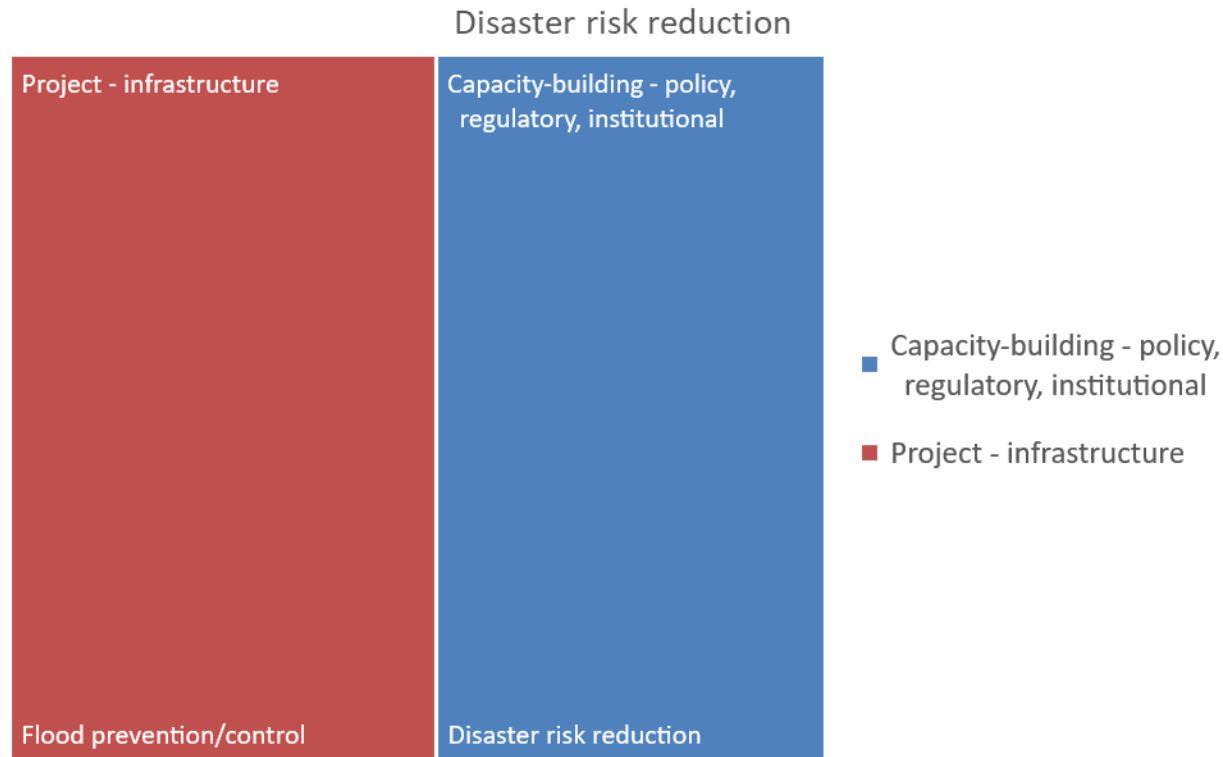 Disaster risk reduction
Project - infrastructure
Capacity-building - policy,
regulatory, institutional
Flood prevention/control
Disaster risk reduction
Capacity-building - policy,
regulatory, institutional
Project - infrastructure